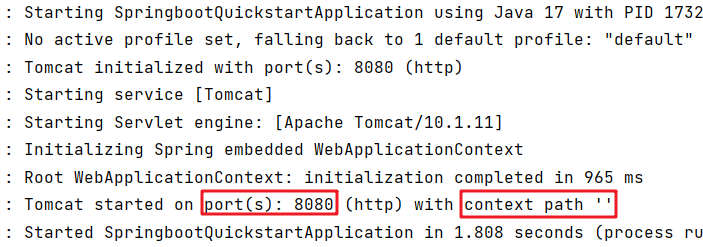 : Starting SpringbootQuickstartApplication using Java 17 with PID 1732
: No active profile set, falling back to 1 default profile: "default"
: Tomcat initialized with port(s): 8080 (http)
: Starting service [Tomcat]
: Starting Servlet engine: [Apache Tomcat/10.1.11]
: Initializing Spring embedded WebApplicationContext
: Root WebApplicationContext: initialization completed in 965 ms
: Tomcat started on port(s): 8080 (http) with context path ''
: Started SpringbootQuickstartApplication in 1.808 seconds (process ru